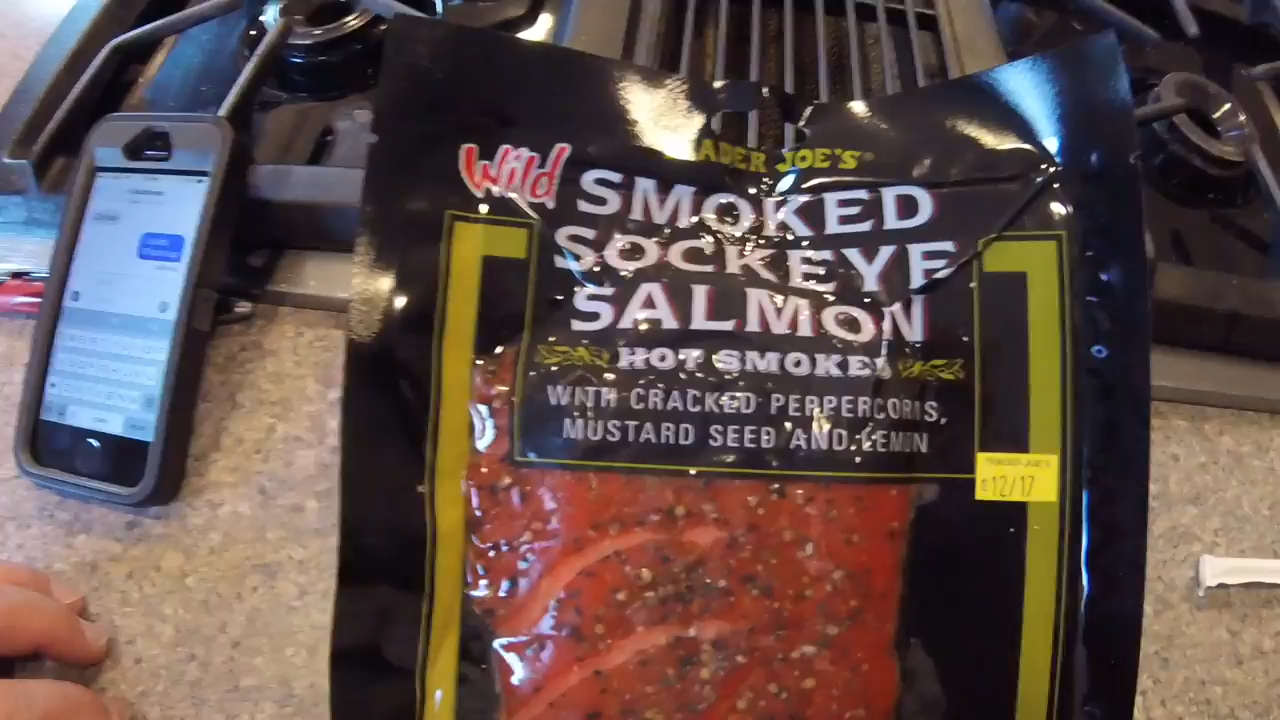 TRADER JOE'S
Wild SMOKED
SOCKEYE
SALMON
HOT SMOKED
WITH CRACKED PEPPERCORNS,
MUSTARD SEED AND LEMON
TRADER JOE'S
12/17